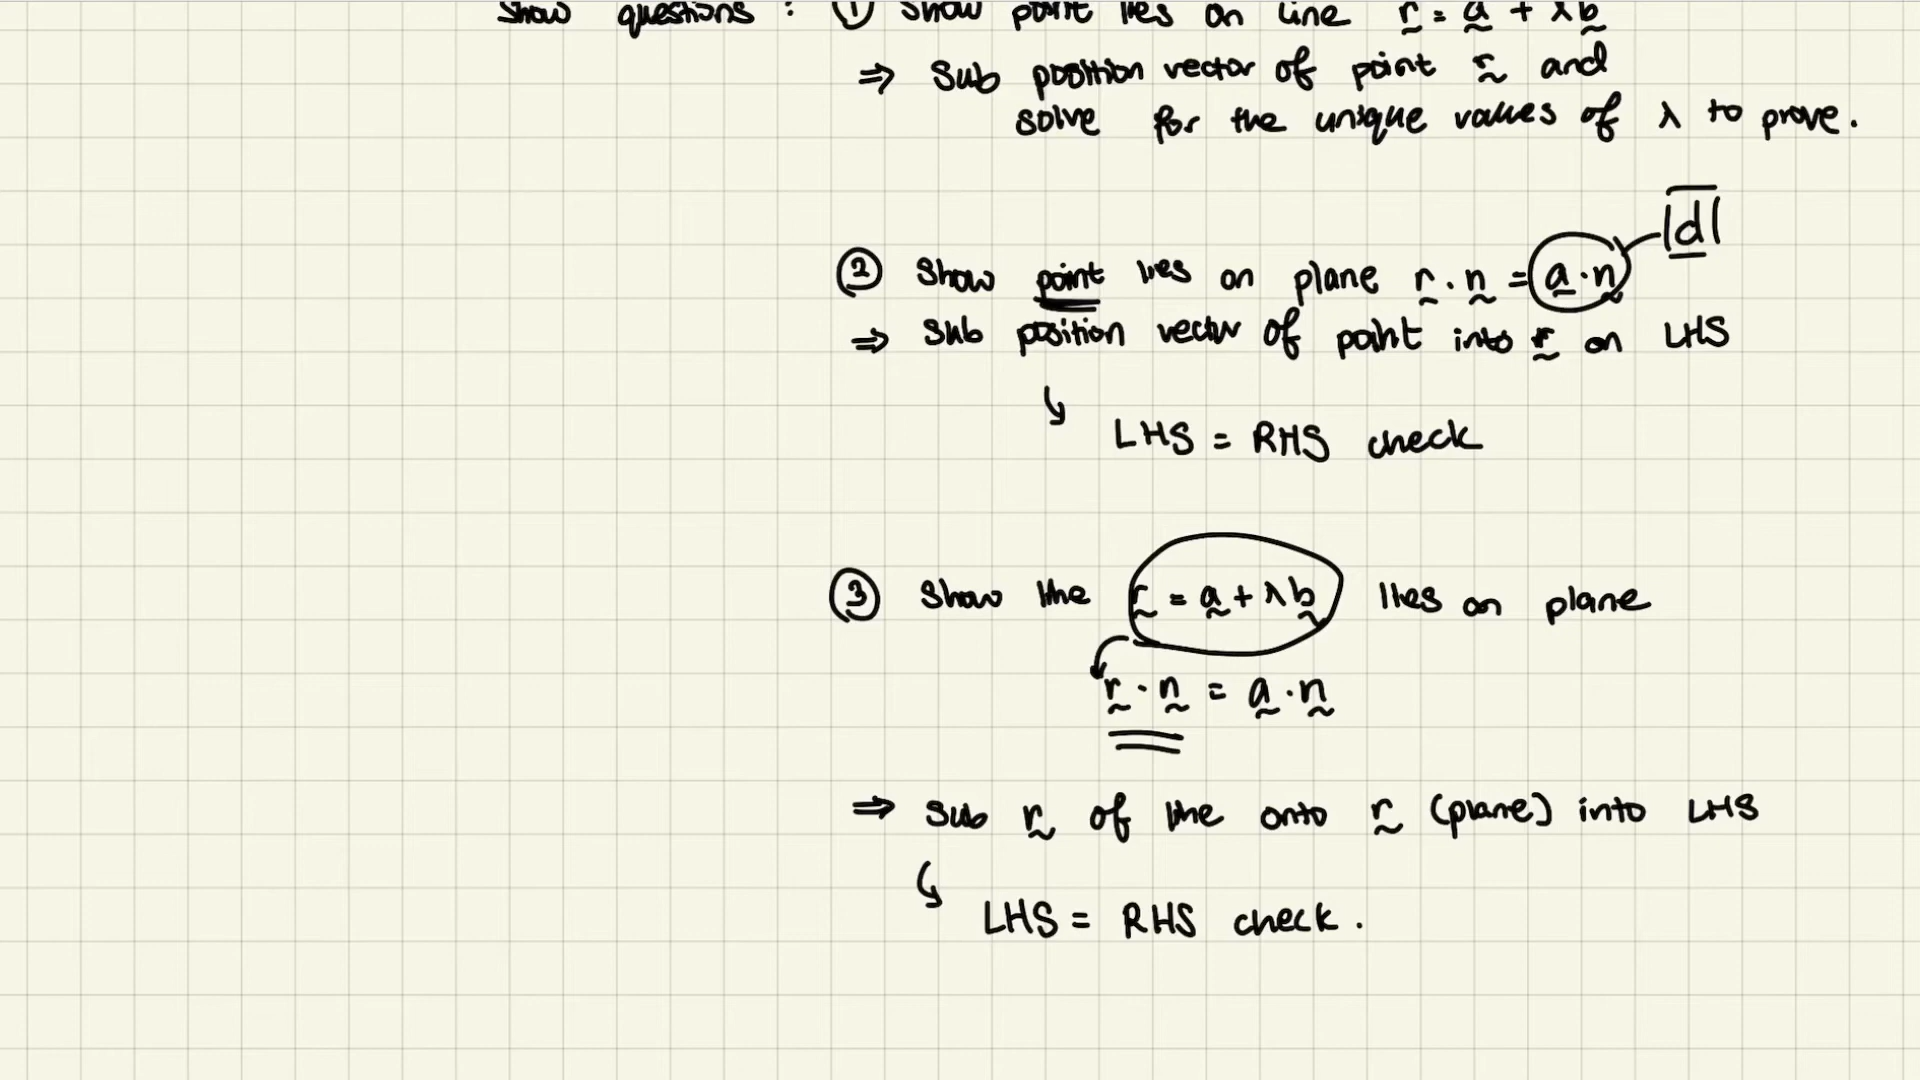 Show questions : ① Show point lies on line r = a + λb
⇒ Sub position vector of point r and
solve for the unique values of λ to prove.
|d|
② Show point lies on plane r . n = a . n
⇒ Sub position vector of point into r on LHS
↳ LHS = RHS check
③ Show line r = a + λb lies on plane
r . n = a . n
⇒ Sub r of line onto r (plane) into LHS
↳ LHS = RHS check .